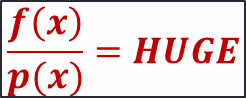 f(x)
p(x) = HUGE